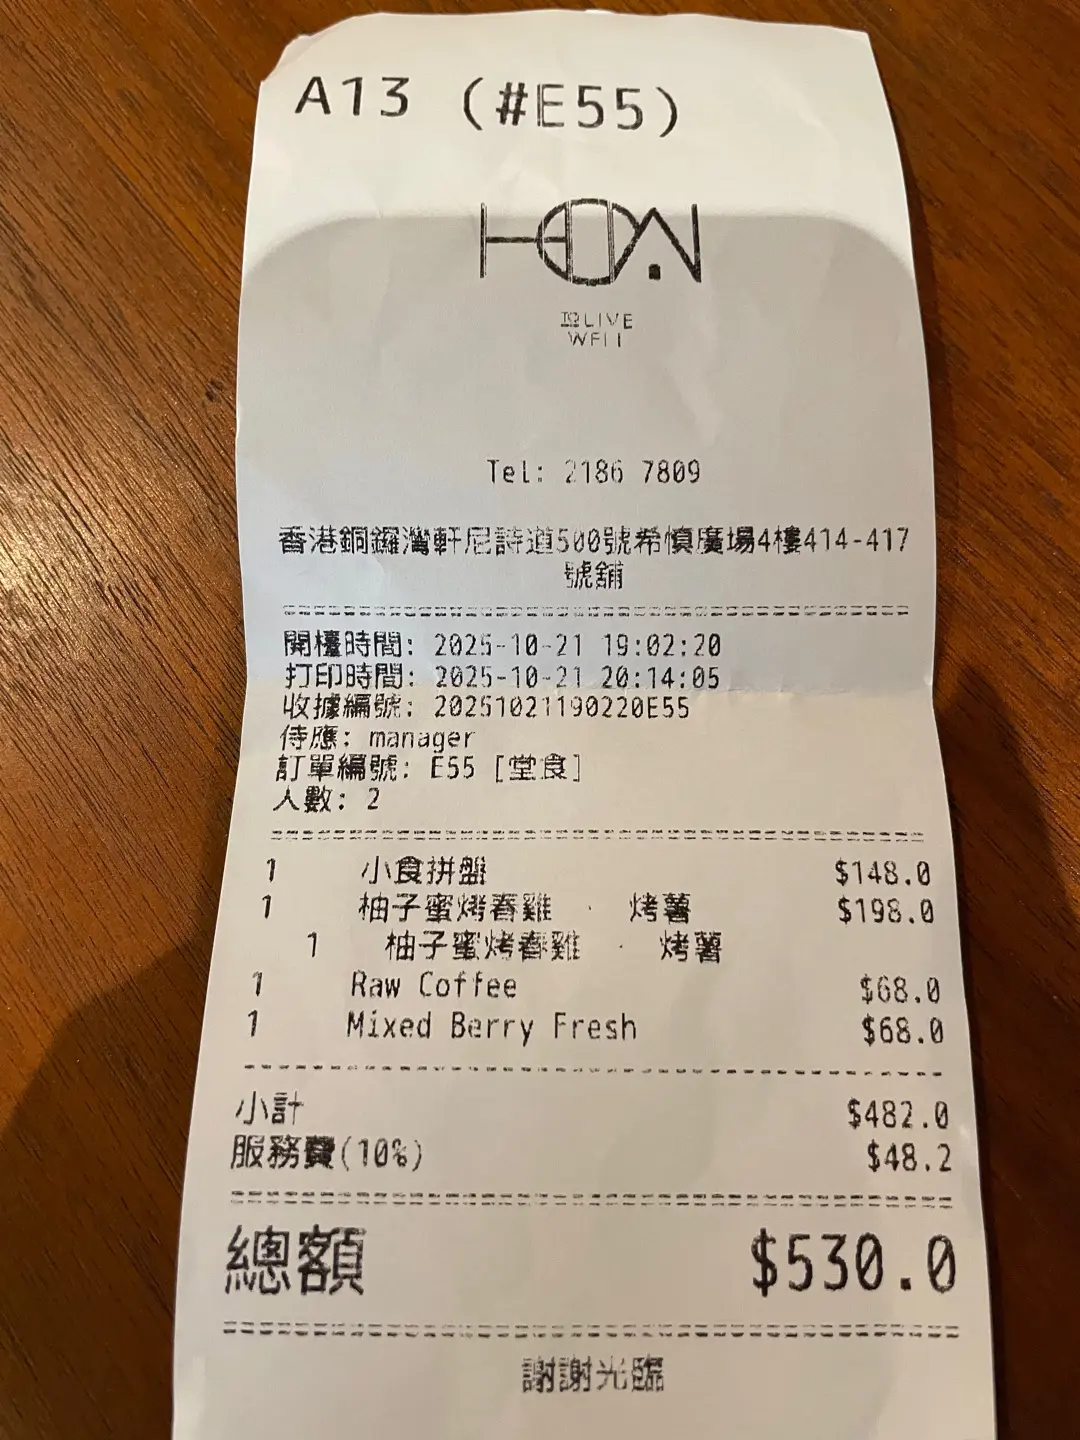 A13 (#E55)
TO LIVE
WELL
Tel: 2186 7809
香港銅鑼灣軒尼詩道500號希慎廣場4樓414-417
號舖
開檯時間: 2025-10-21 19:02:20
打印時間: 2025-10-21 20:14:05
收據編號: 20251021190220E55
侍應: manager
訂單編號: E55 [堂食]
人數: 2
1 小食拼盤 $148.0
1 柚子蜜烤春雞 · 烤薯 $198.0
1 柚子蜜烤春雞 · 烤薯
1 Raw Coffee $68.0
1 Mixed Berry Fresh $68.0
小計 $482.0
服務費(10%) $48.2
總額 $530.0
謝謝光臨